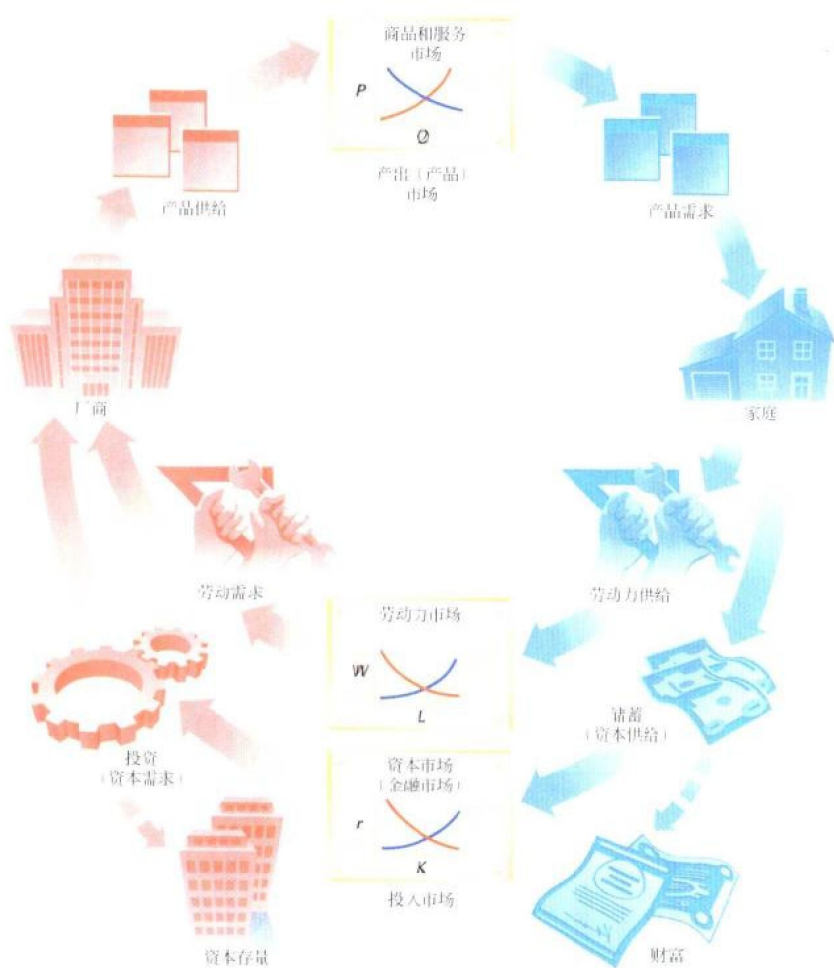 商品和服务
市场
P
Q
产出（产品）
市场
产品供给
产品需求
厂商
家庭
劳动需求
劳动力市场
劳动力供给
W
L
储蓄
（资本供给）
投资
（资本需求）
资本市场
（金融市场）
r
K
投入市场
资本存量
财富